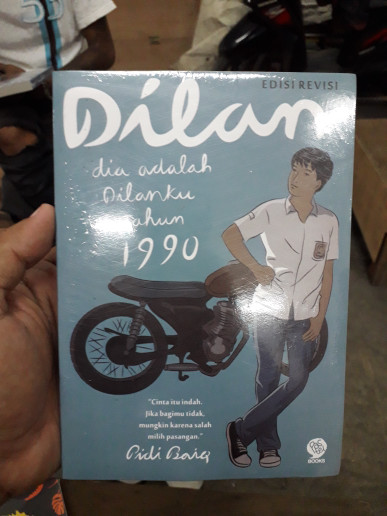 EDISI REVISI
Dilan
dia adalah
Dilanku
tahun
1990
"Cinta itu indah.
Jika bagimu tidak,
mungkin karena salah
milih pasangan."
Pidi Baiq
BOOKS